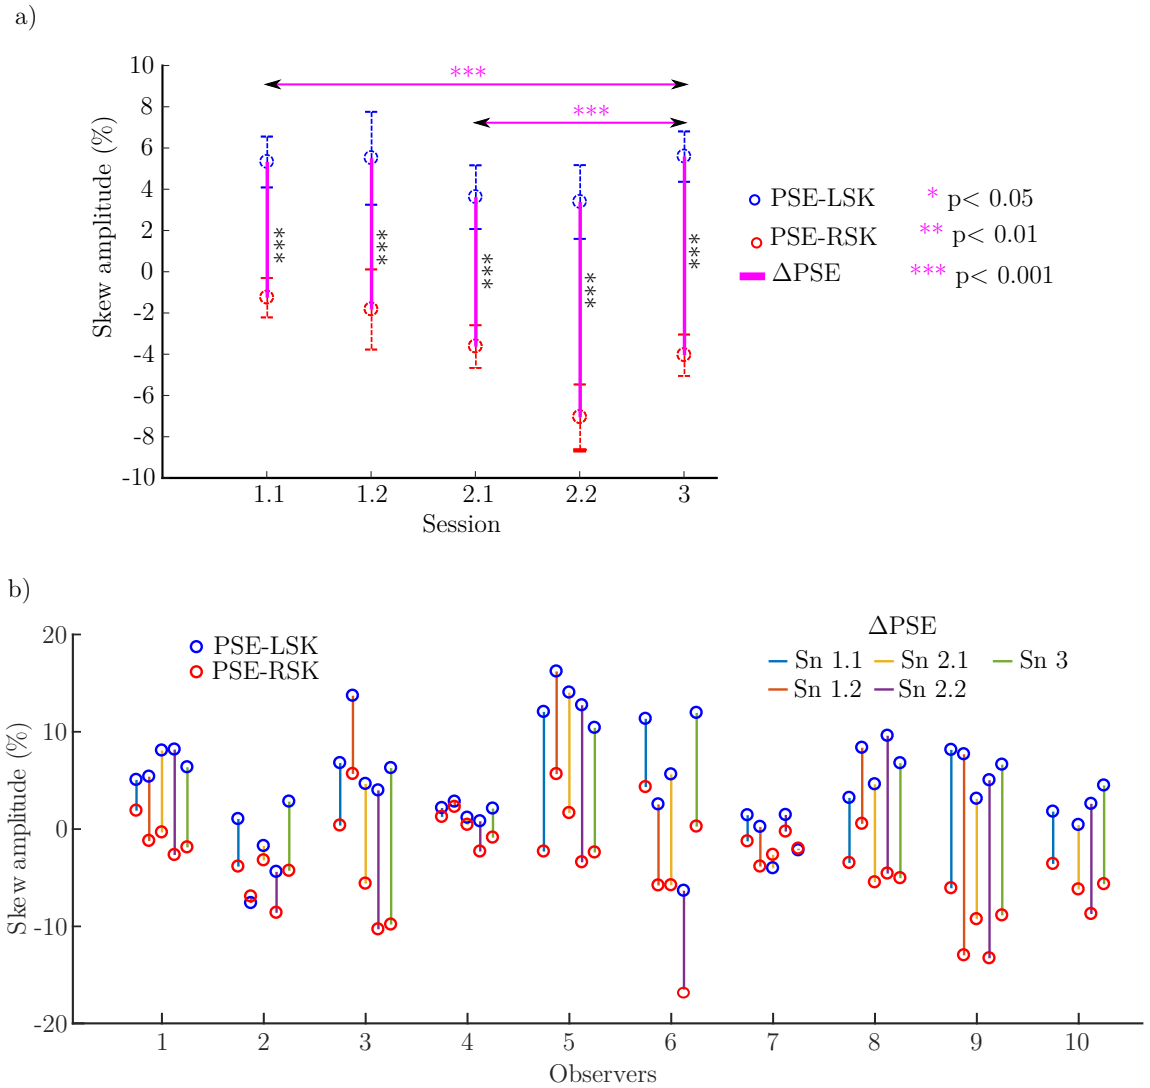 a)
***
***
10
8
6
4
2
0
-2
-4
-6
-8
-10
Skew amplitude (%)
***
***
***
***
***
1.1 1.2 2.1 2.2 3
Session
PSE-LSK
PSE-RSK
ΔPSE
* p< 0.05
** p< 0.01
*** p< 0.001
b)
20
10
0
-10
-20
Skew amplitude (%)
PSE-LSK
PSE-RSK
ΔPSE
Sn 1.1 Sn 2.1 Sn 3
Sn 1.2 Sn 2.2
1 2 3 4 5 6 7 8 9 10
Observers